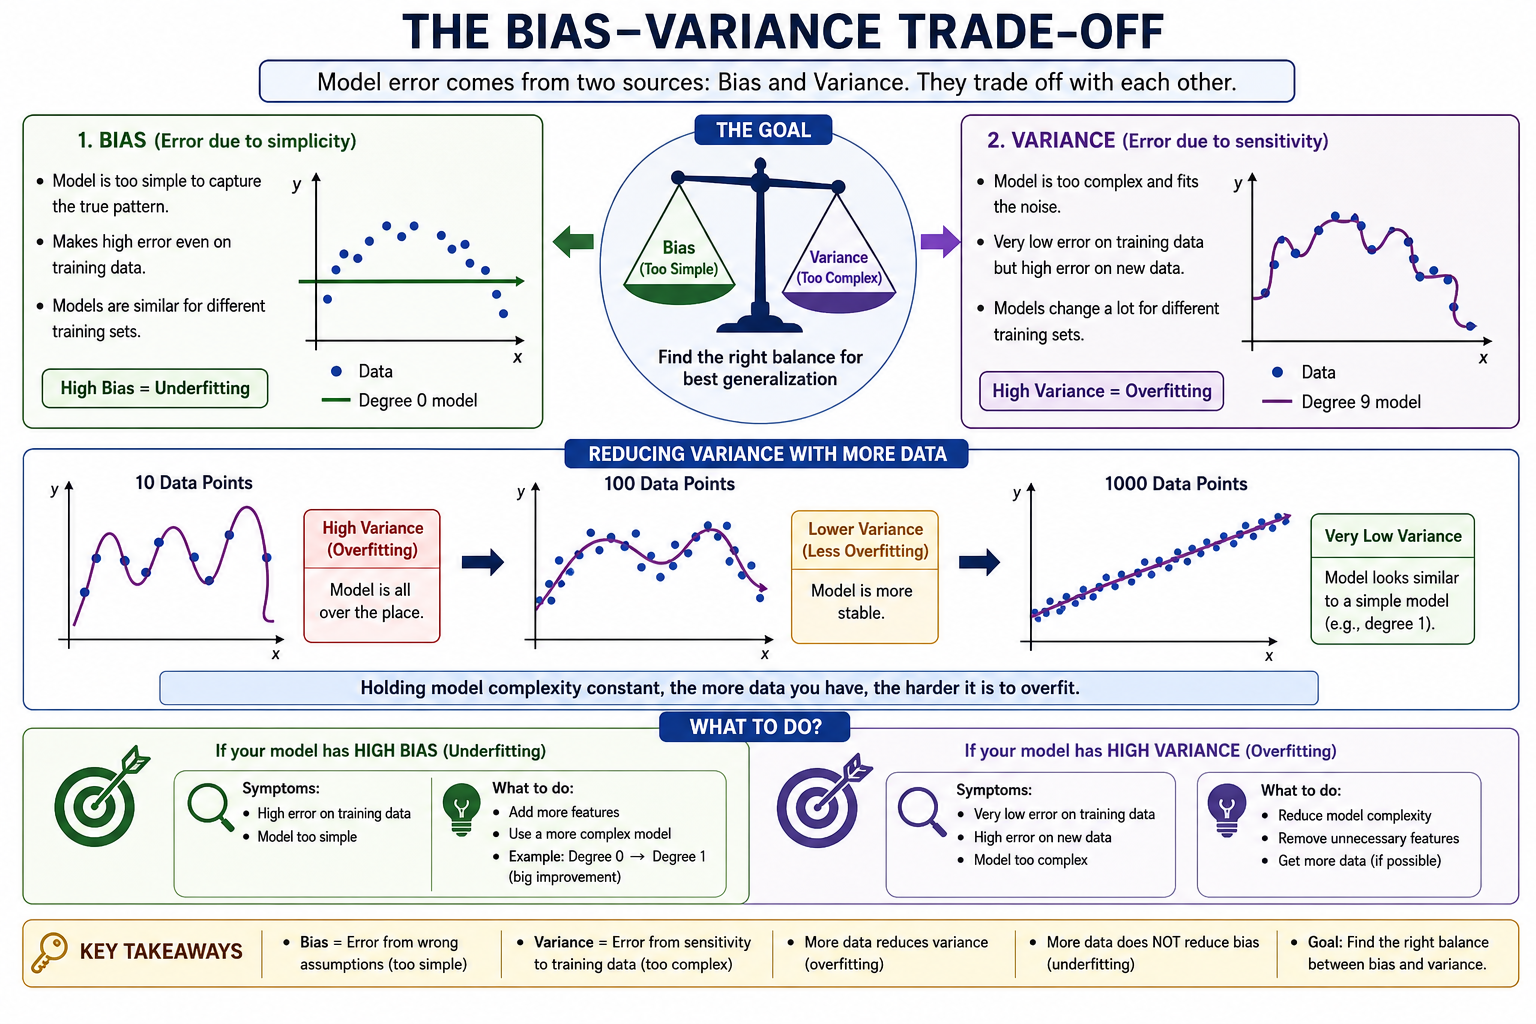 THE BIAS–VARIANCE TRADE-OFF
Model error comes from two sources: Bias and Variance. They trade off with each other.
1. BIAS (Error due to simplicity)
• Model is too simple to capture
the true pattern.
• Makes high error even on
training data.
• Models are similar for different
training sets.
High Bias = Underfitting
y
x
Data
Degree 0 model
THE GOAL
Bias
(Too Simple)
Variance
(Too Complex)
Find the right balance for
best generalization
2. VARIANCE (Error due to sensitivity)
• Model is too complex and fits
the noise.
• Very low error on training data
but high error on new data.
• Models change a lot for different
training sets.
High Variance = Overfitting
y
x
Data
Degree 9 model
REDUCING VARIANCE WITH MORE DATA
10 Data Points
y
x
High Variance
(Overfitting)
Model is all
over the place.
100 Data Points
y
x
Lower Variance
(Less Overfitting)
Model is more
stable.
1000 Data Points
y
x
Very Low Variance
Model looks similar
to a simple model
(e.g., degree 1).
Holding model complexity constant, the more data you have, the harder it is to overfit.
WHAT TO DO?
If your model has HIGH BIAS (Underfitting)
Symptoms:
• High error on training data
• Model too simple
What to do:
• Add more features
• Use a more complex model
• Example: Degree 0 → Degree 1
(big improvement)
If your model has HIGH VARIANCE (Overfitting)
Symptoms:
• Very low error on training data
• High error on new data
• Model too complex
What to do:
• Reduce model complexity
• Remove unnecessary features
• Get more data (if possible)
KEY TAKEAWAYS
• Bias = Error from wrong
assumptions (too simple)
• Variance = Error from sensitivity
to training data (too complex)
• More data reduces variance
(overfitting)
• More data does NOT reduce bias
(underfitting)
• Goal: Find the right balance
between bias and variance.